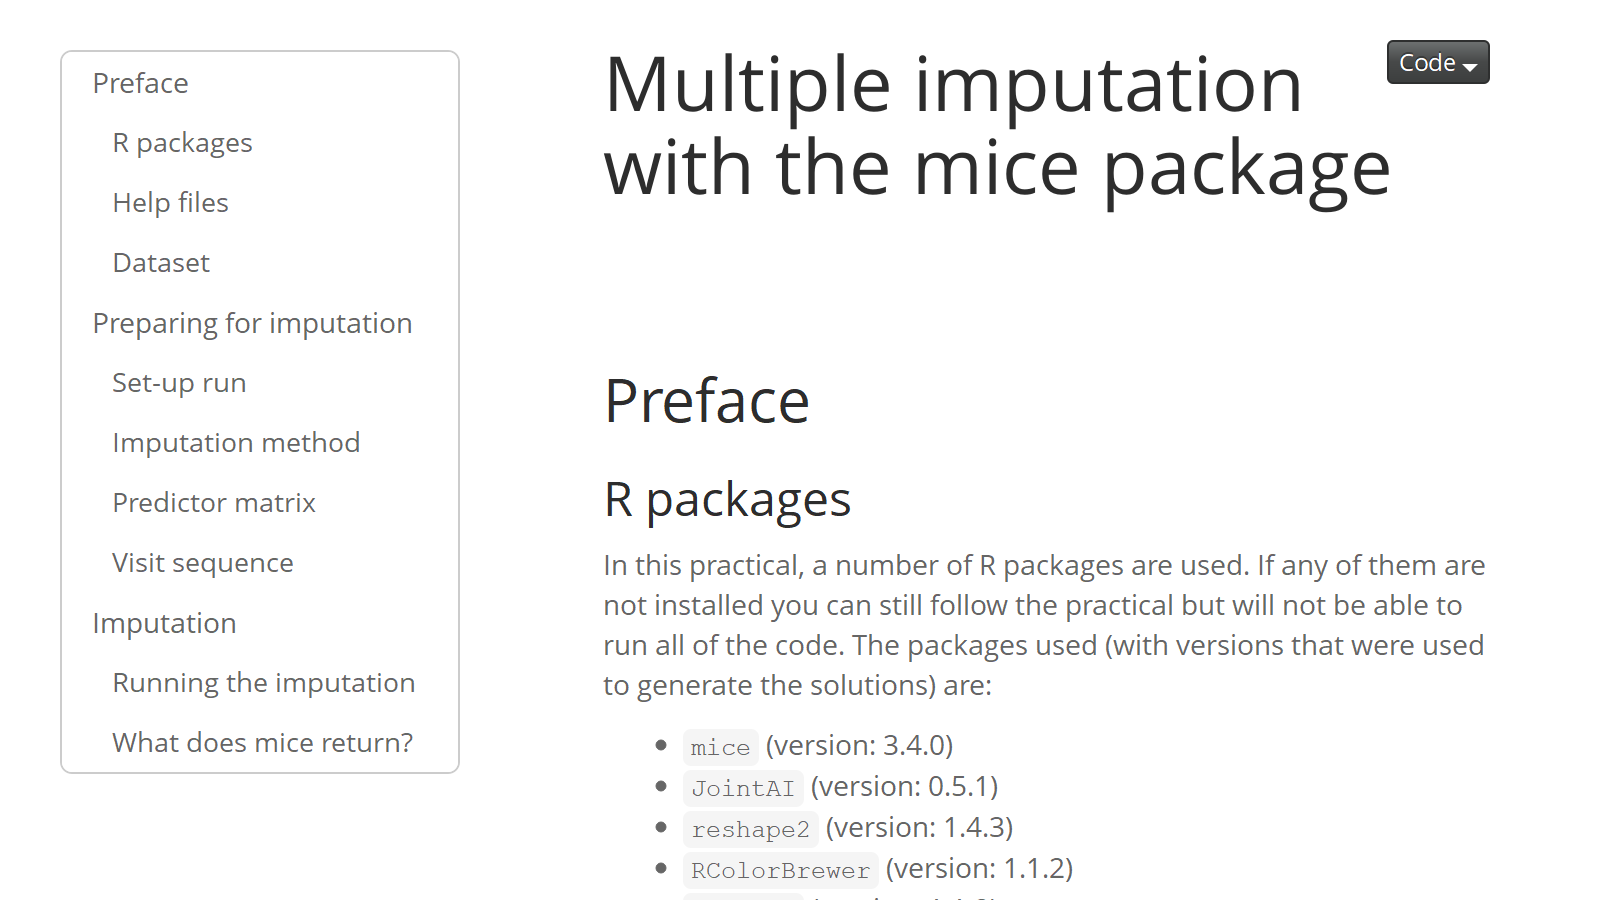 Preface
R packages
Help files
Dataset
Preparing for imputation
Set-up run
Imputation method
Predictor matrix
Visit sequence
Imputation
Running the imputation
What does mice return?
Code
Multiple imputation
with the mice package
Preface
R packages
In this practical, a number of R packages are used. If any of them are
not installed you can still follow the practical but will not be able to
run all of the code. The packages used (with versions that were used
to generate the solutions) are:
• mice (version: 3.4.0)
• JointAI (version: 0.5.1)
• reshape2 (version: 1.4.3)
• RColorBrewer (version: 1.1.2)